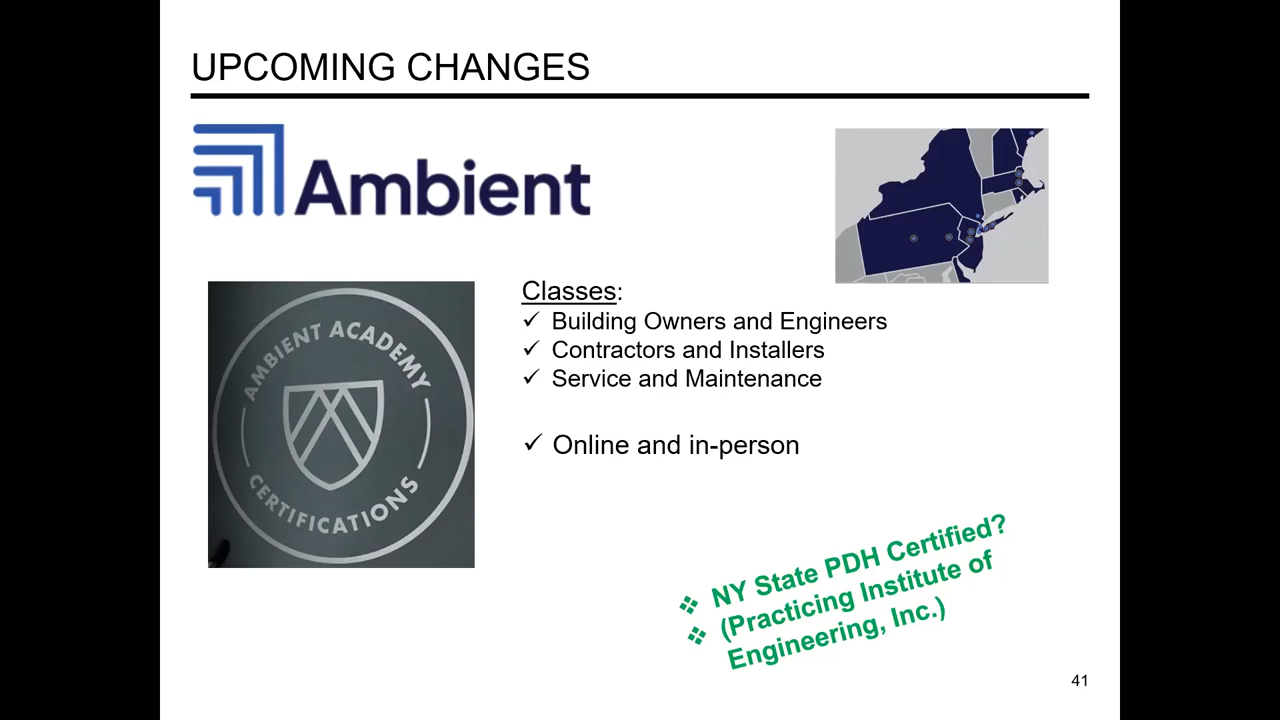 UPCOMING CHANGES
Ambient
AMBIENT ACADEMY
CERTIFICATIONS
Classes:
✓ Building Owners and Engineers
✓ Contractors and Installers
✓ Service and Maintenance
✓ Online and in-person
❖ NY State PDH Certified?
❖ (Practicing Institute of
Engineering, Inc.)
41